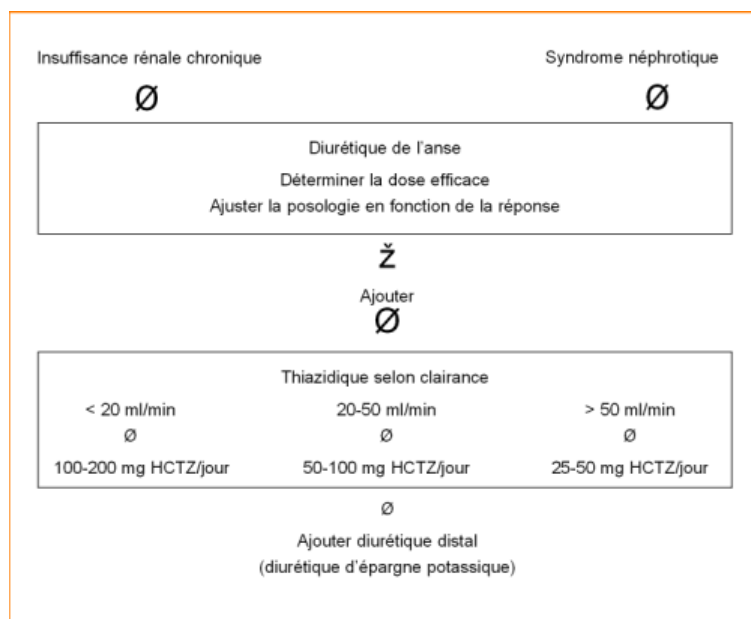 Insuffisance rénale chronique Syndrome néphrotique
Ø Ø
Diurétique de l'anse
Déterminer la dose efficace
Ajuster la posologie en fonction de la réponse
ž
Ajouter
Ø
Thiazidique selon clairance
< 20 ml/min 20-50 ml/min > 50 ml/min
Ø Ø Ø
100-200 mg HCTZ/jour 50-100 mg HCTZ/jour 25-50 mg HCTZ/jour
Ø
Ajouter diurétique distal
(diurétique d'épargne potassique)